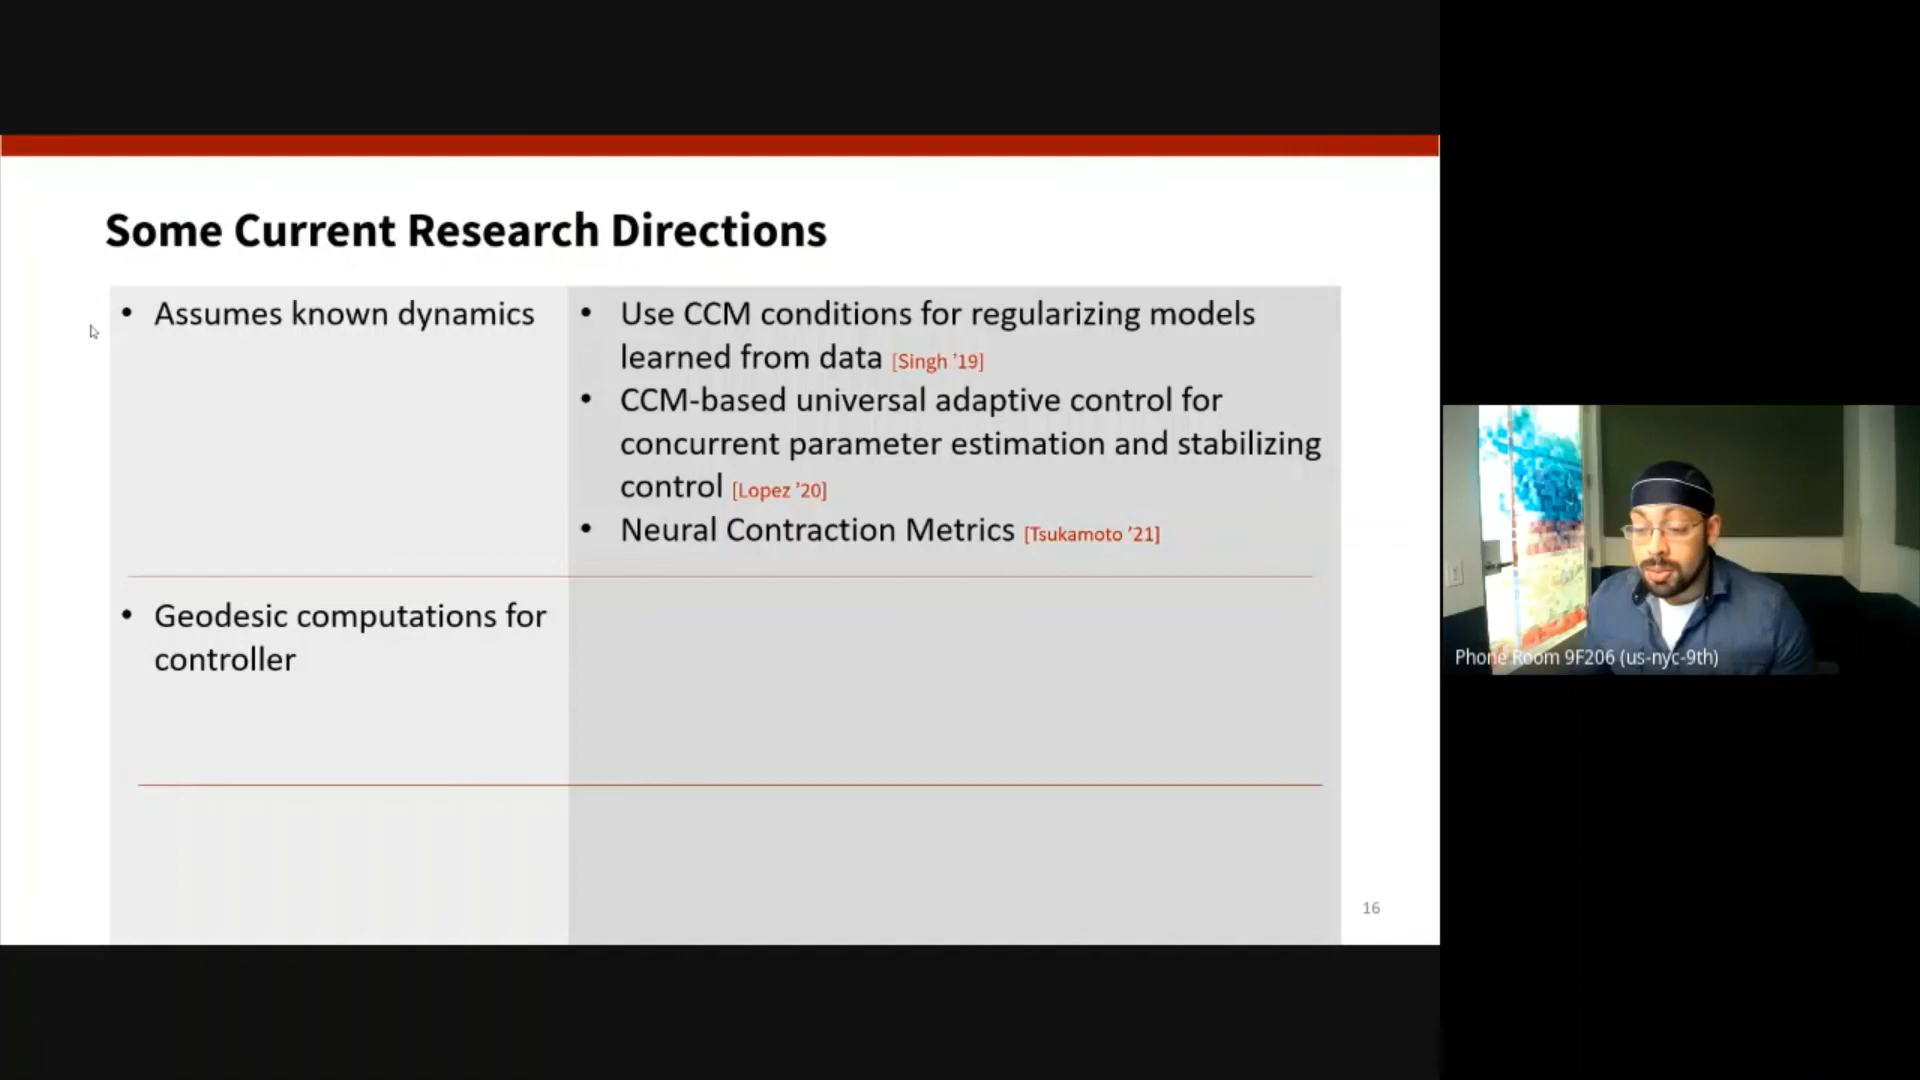 Some Current Research Directions
• Assumes known dynamics
• Use CCM conditions for regularizing models
learned from data [Singh ’19]
• CCM-based universal adaptive control for
concurrent parameter estimation and stabilizing
control [Lopez ’20]
• Neural Contraction Metrics [Tsukamoto ’21]
• Geodesic computations for
controller
16
Phone Room 9F206 (us-nyc-9th)